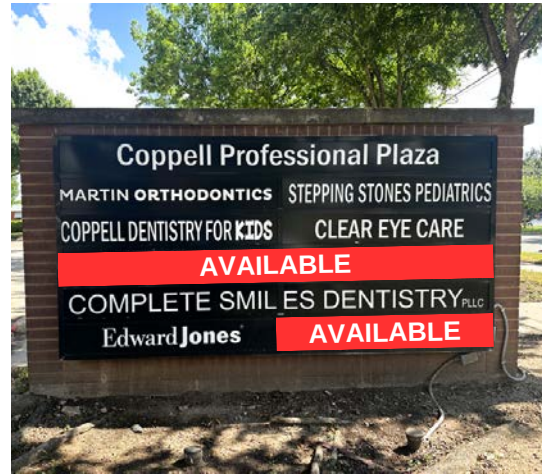 Coppell Professional Plaza
MARTIN ORTHODONTICS STEPPING STONES PEDIATRICS
COPPELL DENTISTRY FOR KIDS CLEAR EYE CARE
AVAILABLE
COMPLETE SMILES DENTISTRY PLLC
Edward Jones AVAILABLE